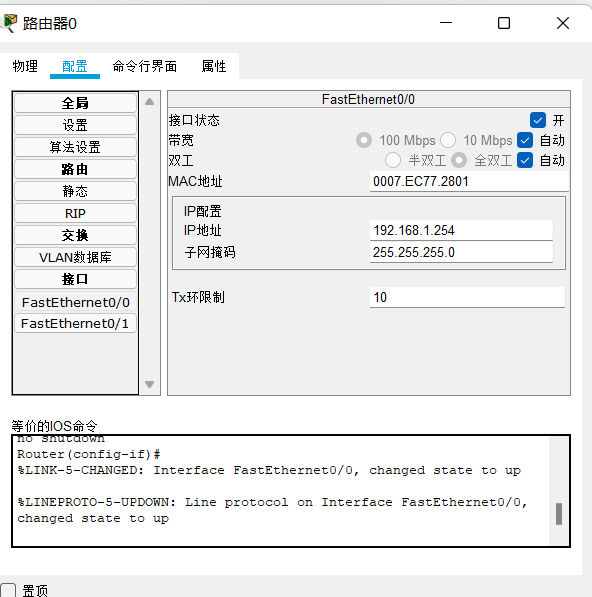 路由器0
物理 配置 命令行界面 属性
全局
设置
算法设置
路由
静态
RIP
交换
VLAN数据库
接口
FastEthernet0/0
FastEthernet0/1
FastEthernet0/0
接口状态 开
带宽 100 Mbps 10 Mbps 自动
双工 半双工 全双工 自动
MAC地址 0007.EC77.2801
IP配置
IP地址 192.168.1.254
子网掩码 255.255.255.0
Tx环限制 10
等价的IOS命令
no shutdown
Router(config-if)#
%LINK-5-CHANGED: Interface FastEthernet0/0, changed state to up
%LINEPROTO-5-UPDOWN: Line protocol on Interface FastEthernet0/0,
changed state to up
置顶